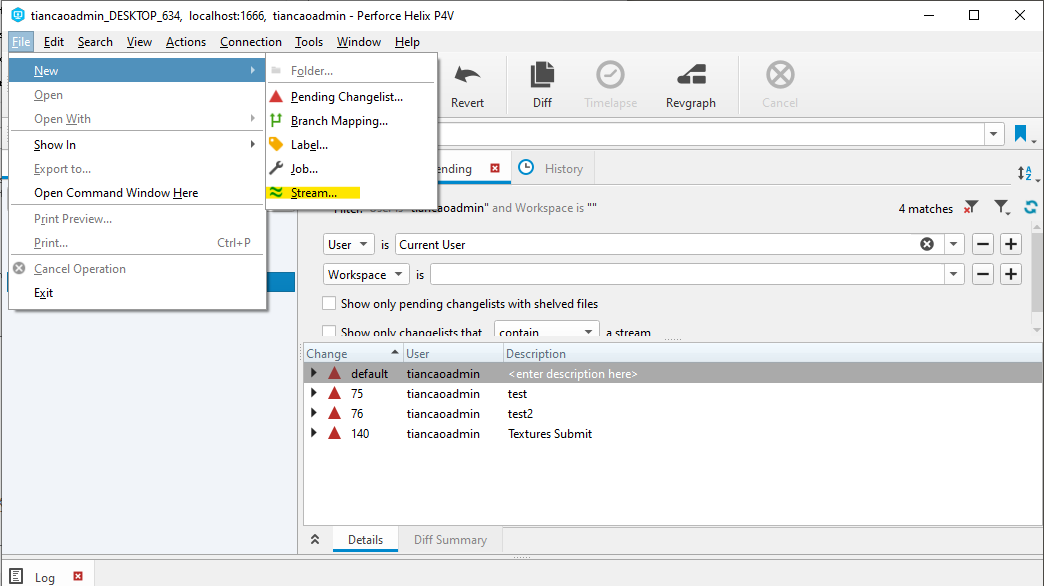 tiancaoadmin_DESKTOP_634, localhost:1666, tiancaoadmin - Perforce Helix P4V
File Edit Search View Actions Connection Tools Window Help
New
Open
Open With
Show In
Export to...
Open Command Window Here
Print Preview...
Print... Ctrl+P
Cancel Operation
Exit
Folder...
Pending Changelist...
Branch Mapping...
Label...
Job...
Stream...
Revert Diff Timelapse Revgraph Cancel
ending History
"tiancaoadmin" and Workspace is ""
4 matches
User is Current User
Workspace is
Show only pending changelists with shelved files
Show only changelists that contain a stream
Change User Description
default tiancaoadmin <enter description here>
75 tiancaoadmin test
76 tiancaoadmin test2
140 tiancaoadmin Textures Submit
Details Diff Summary
Log